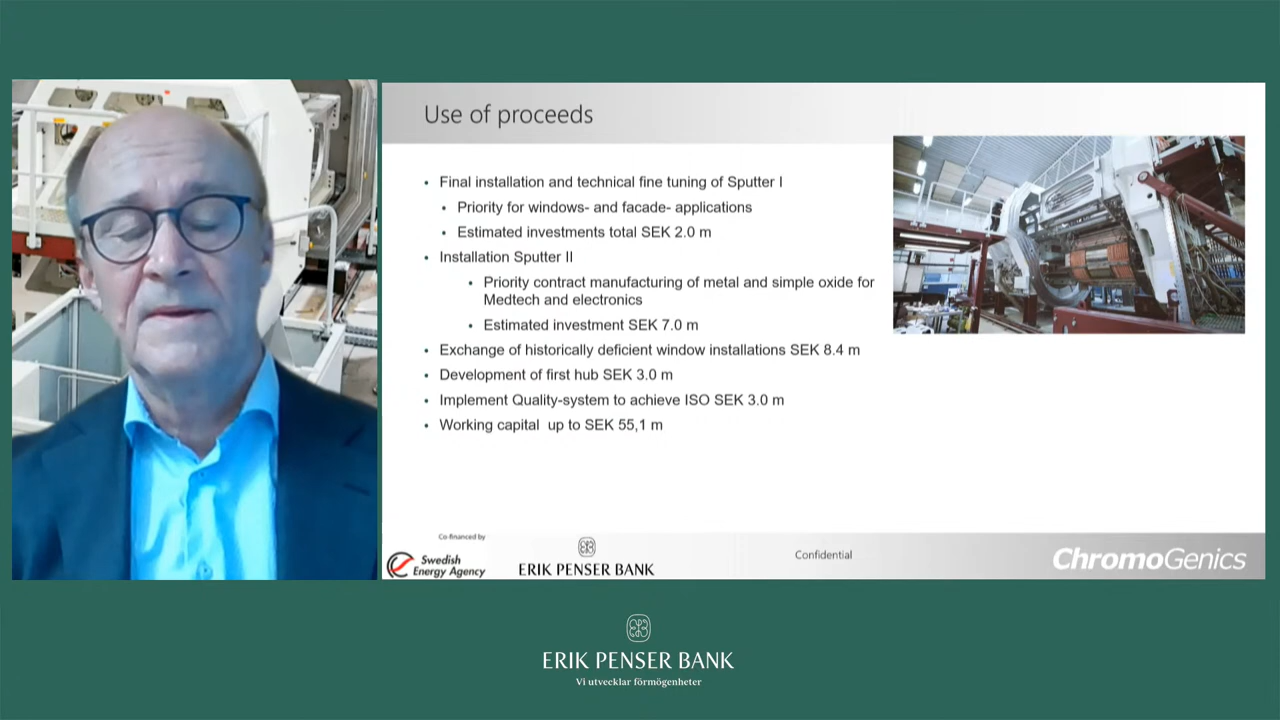 Use of proceeds
• Final installation and technical fine tuning of Sputter I
• Priority for windows- and facade- applications
• Estimated investments total SEK 2.0 m
• Installation Sputter II
• Priority contract manufacturing of metal and simple oxide for
Medtech and electronics
• Estimated investment SEK 7.0 m
• Exchange of historically deficient window installations SEK 8.4 m
• Development of first hub SEK 3.0 m
• Implement Quality-system to achieve ISO SEK 3.0 m
• Working capital  up to SEK 55,1 m
Co-financed by
Swedish
Energy Agency
ERIK PENSER BANK
Confidential
ChromoGenics
ERIK PENSER BANK
Vi utvecklar förmögenheter